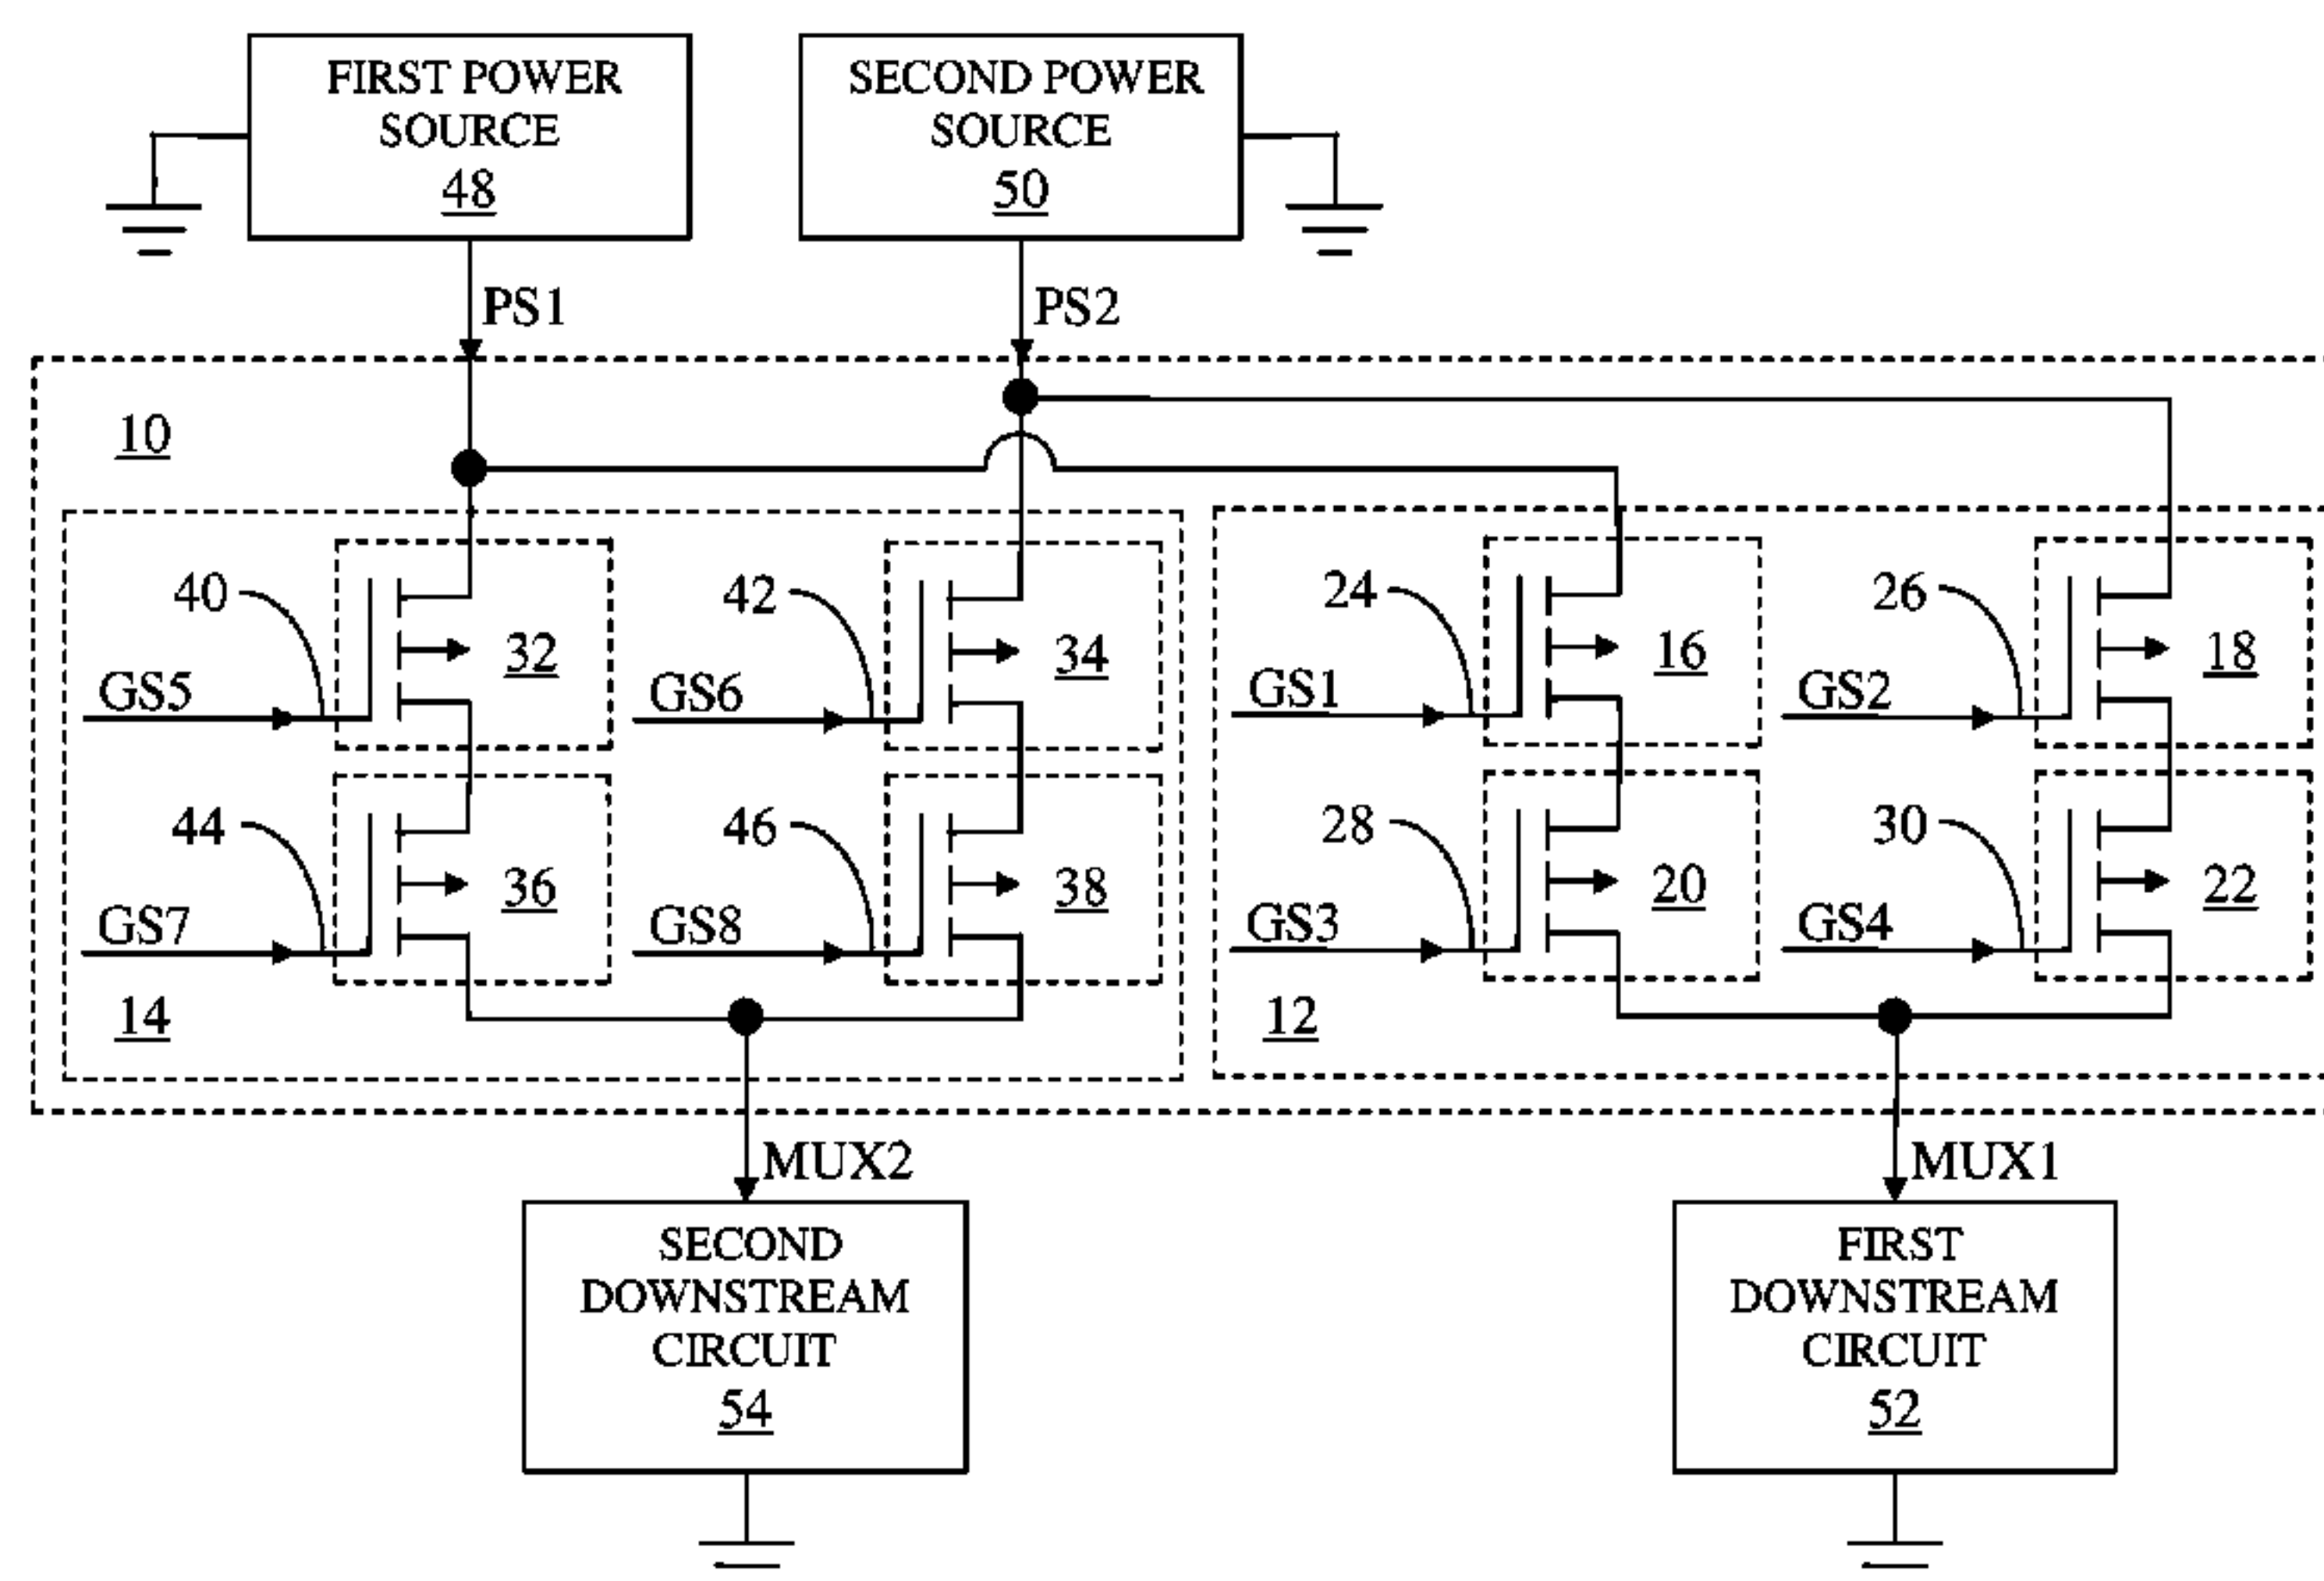 FIRST POWER
SOURCE
48
SECOND POWER
SOURCE
50
PS1
PS2
10
40
32
42
34
24
16
26
18
GS5
GS6
GS1
GS2
44
36
46
38
28
20
30
22
GS7
GS8
GS3
GS4
14
12
MUX2
MUX1
SECOND
DOWNSTREAM
CIRCUIT
54
FIRST
DOWNSTREAM
CIRCUIT
52